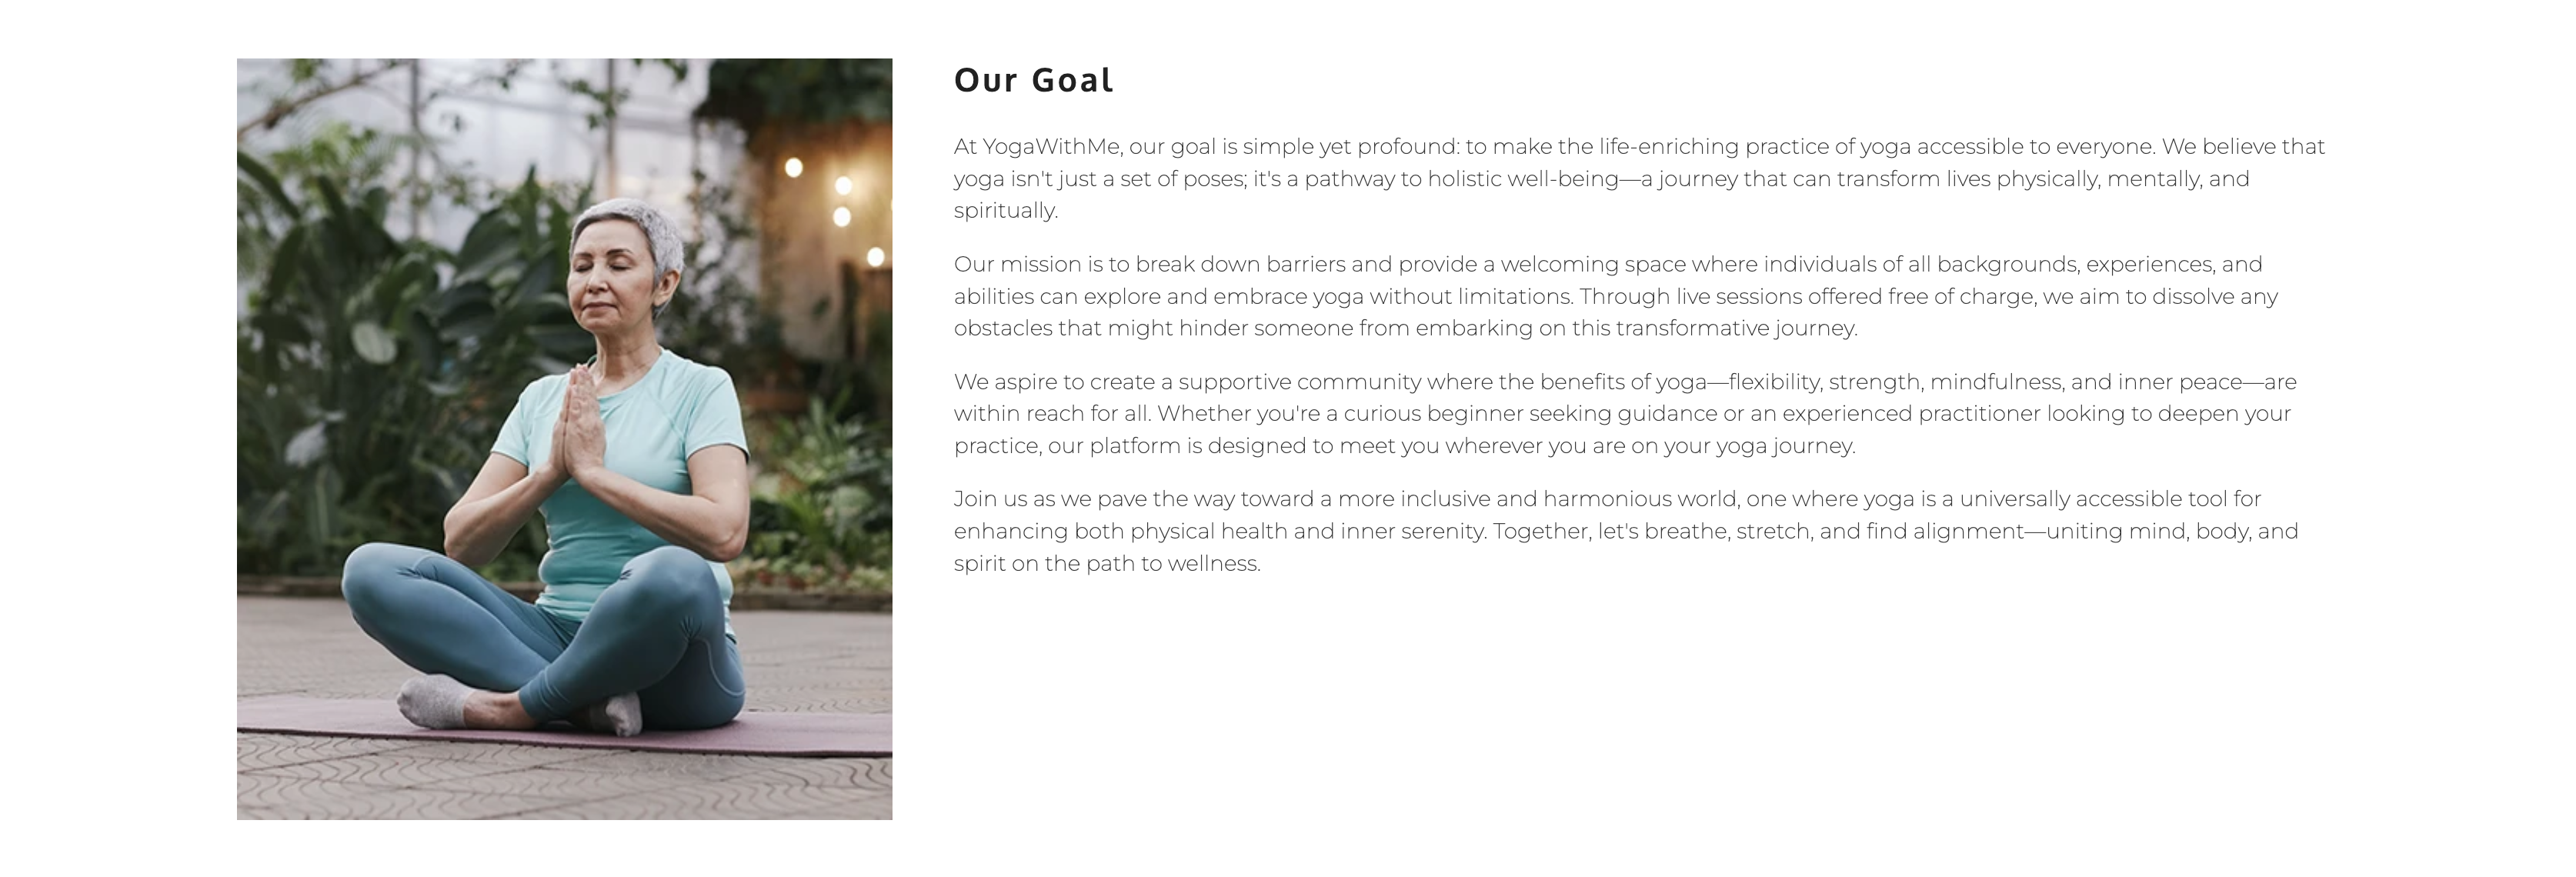 Our Goal
At YogaWithMe, our goal is simple yet profound: to make the life-enriching practice of yoga accessible to everyone. We believe that
yoga isn't just a set of poses; it's a pathway to holistic well-being—a journey that can transform lives physically, mentally, and
spiritually.
Our mission is to break down barriers and provide a welcoming space where individuals of all backgrounds, experiences, and
abilities can explore and embrace yoga without limitations. Through live sessions offered free of charge, we aim to dissolve any
obstacles that might hinder someone from embarking on this transformative journey.
We aspire to create a supportive community where the benefits of yoga—flexibility, strength, mindfulness, and inner peace—are
within reach for all. Whether you're a curious beginner seeking guidance or an experienced practitioner looking to deepen your
practice, our platform is designed to meet you wherever you are on your yoga journey.
Join us as we pave the way toward a more inclusive and harmonious world, one where yoga is a universally accessible tool for
enhancing both physical health and inner serenity. Together, let's breathe, stretch, and find alignment—uniting mind, body, and
spirit on the path to wellness.